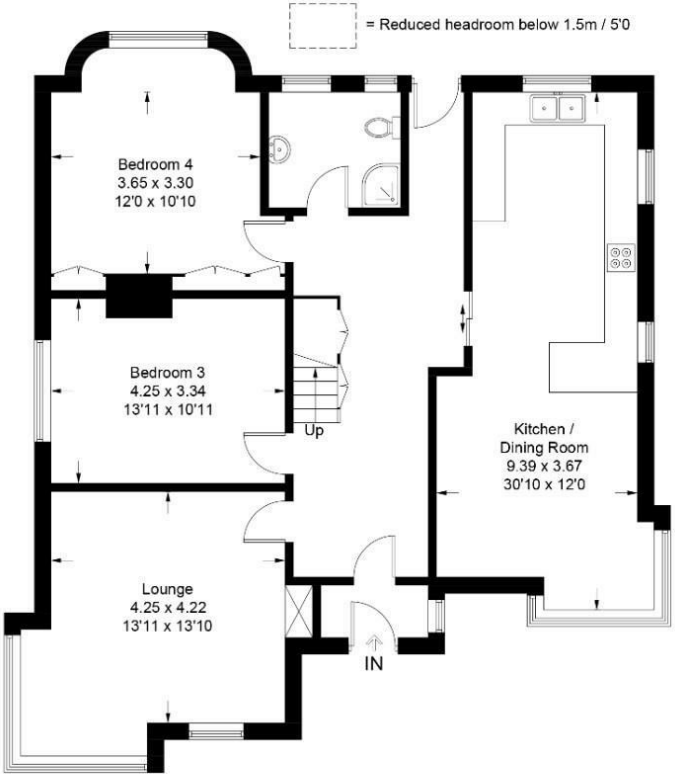 = Reduced headroom below 1.5m / 5'0
Bedroom 4
3.65 x 3.30
12'0 x 10'10
Bedroom 3
4.25 x 3.34
13'11 x 10'11
Up
Kitchen /
Dining Room
9.39 x 3.67
30'10 x 12'0
Lounge
4.25 x 4.22
13'11 x 13'10
IN